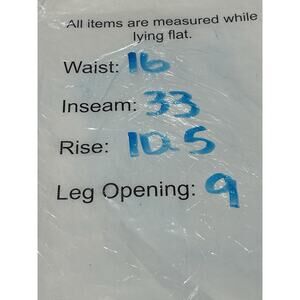 All items are measured while
lying flat.
Waist: 16
Inseam: 33
Rise: 10.5
Leg Opening: 9